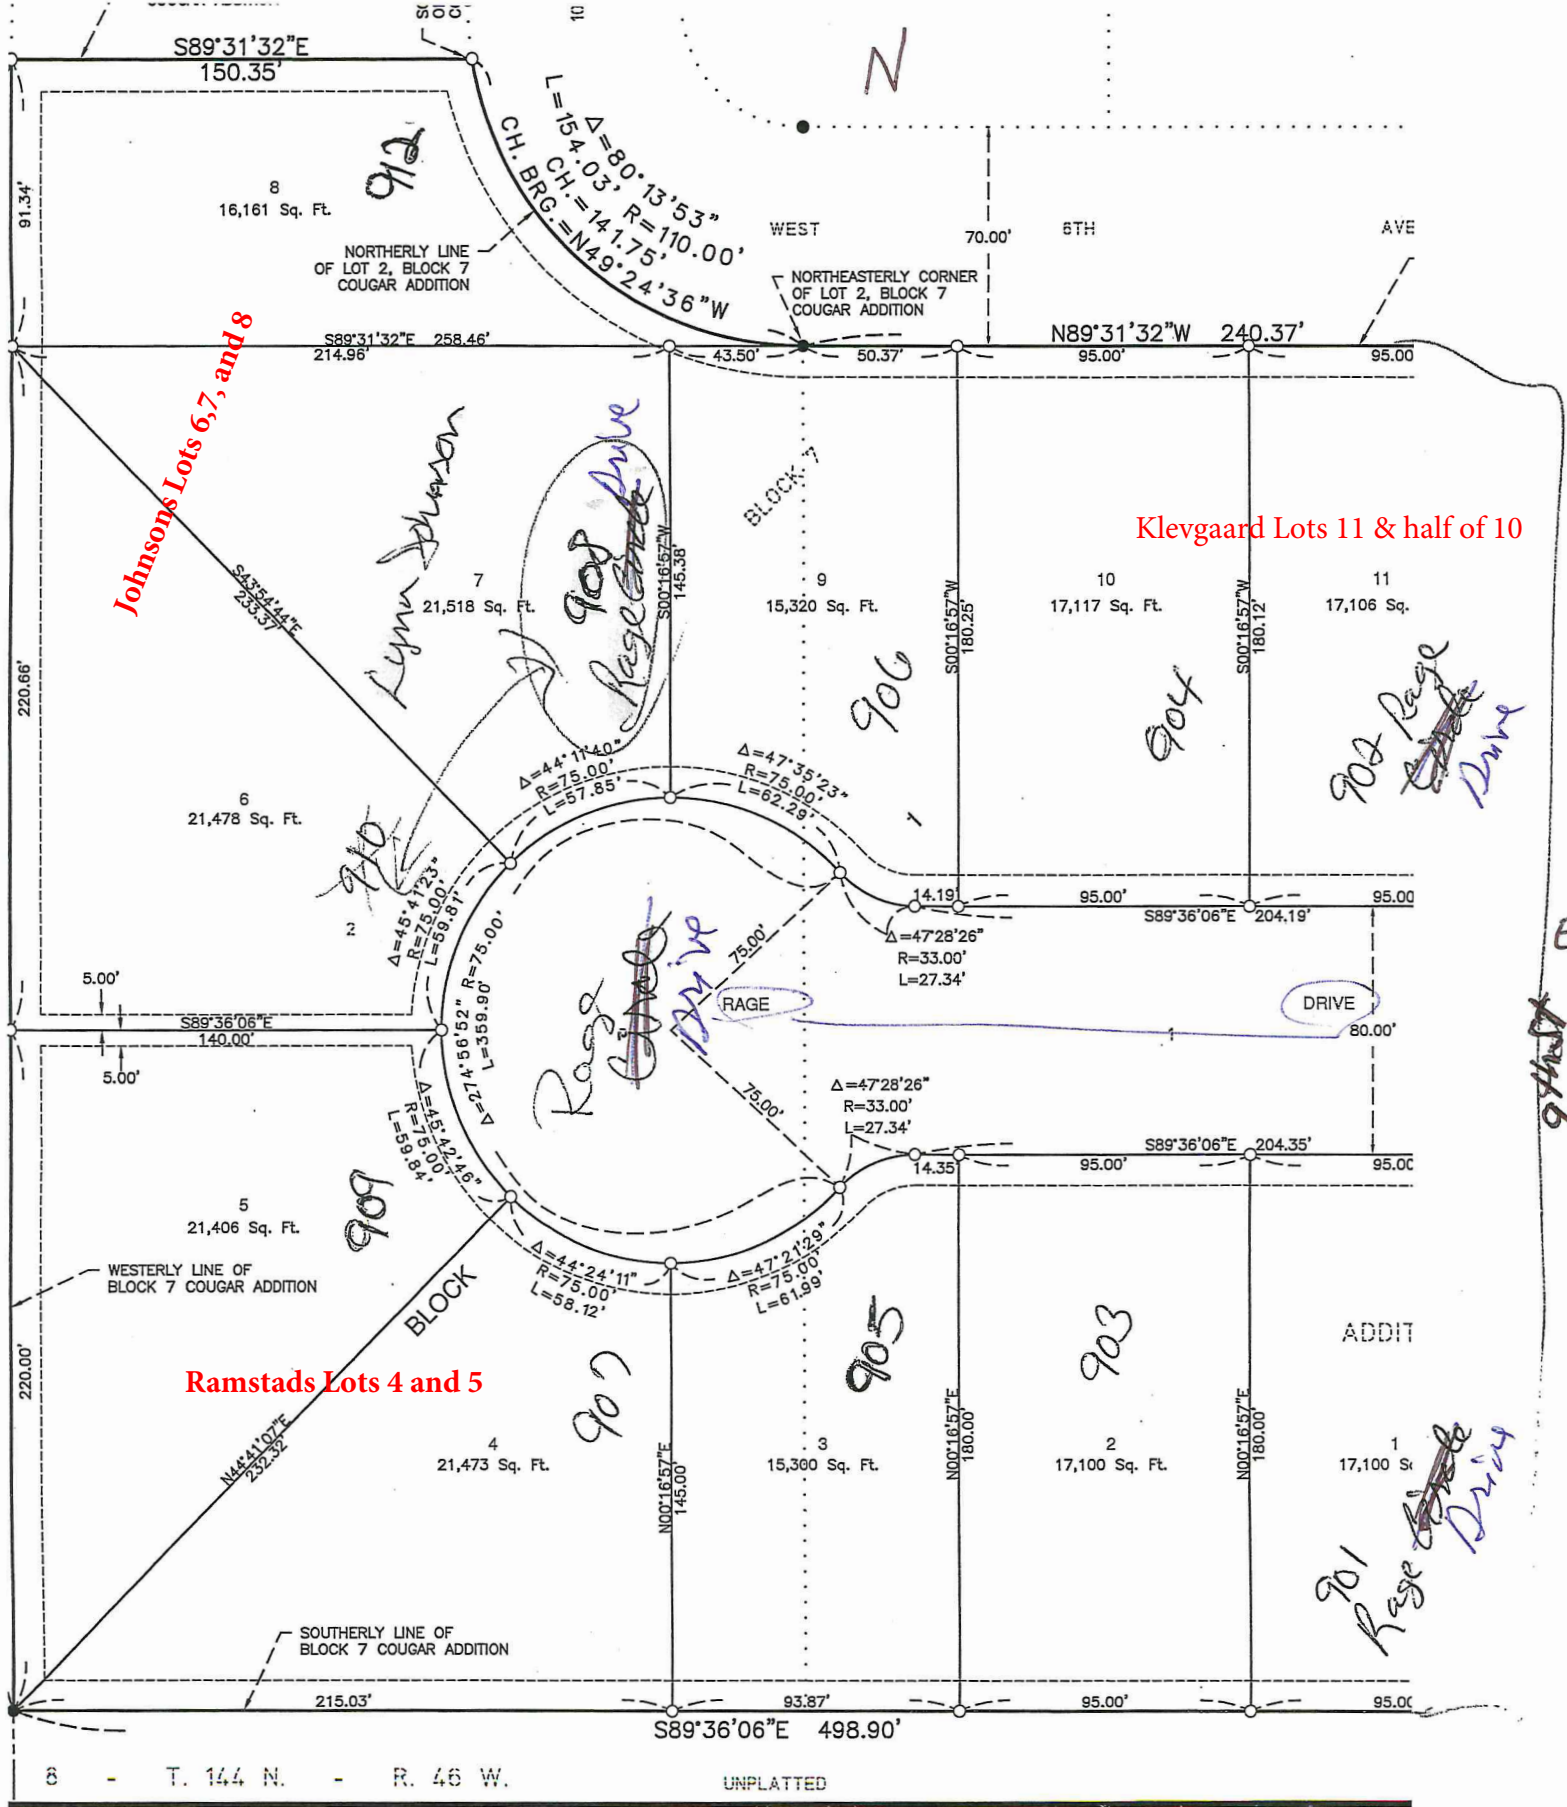 S89°31'32"E
150.35'
10
N
Δ=80°13'53"
L=154.03' R=110.00'
CH.=141.75'
CH. BRG.=N49°24'36"W
912
8
16,161 Sq. Ft.
91.34'
NORTHERLY LINE
OF LOT 2, BLOCK 7
COUGAR ADDITION
WEST 6TH AVE
70.00'
NORTHEASTERLY CORNER
OF LOT 2, BLOCK 7
COUGAR ADDITION
S89°31'32"E 258.46'
214.96'
43.50'
50.37'
N89°31'32"W 240.37'
95.00'
95.00
Johnsons Lots 6,7, and 8
Lynn Johnson
908
Rage Circle Drive
BLOCK 7
Klevgaard Lots 11 & half of 10
S43°54'44"E
233.37'
7
21,518 Sq. Ft.
S00°16'57"W
145.38'
9
15,320 Sq. Ft.
S00°16'57"W
180.25'
10
17,117 Sq. Ft.
S00°16'57"W
180.12'
11
17,106 Sq.
220.66'
906
904
902 Rage
Circle
Drive
Δ=44°11'40"
R=75.00'
L=57.85'
Δ=47°35'23"
R=75.00'
L=62.29'
6
21,478 Sq. Ft.
910
2
Δ=45°41'23"
R=75.00'
L=59.81'
Δ=274°56'52" R=75.00'
L=359.90'
14.19'
95.00'
95.00
S89°36'06"E 204.19'
Δ=47°28'26"
R=33.00'
L=27.34'
75.00'
Rage Circle
Drive
RAGE
DRIVE
80.00'
1
5.00'
S89°36'06"E
140.00'
5.00'
75.00'
Δ=47°28'26"
R=33.00'
L=27.34'
Δ=45°42'46"
R=75.00'
L=59.84'
S89°36'06"E 204.35'
14.35'
95.00'
95.00
909
5
21,406 Sq. Ft.
Δ=44°24'11"
R=75.00'
L=58.12'
Δ=47°21'29"
R=75.00'
L=61.99'
WESTERLY LINE OF
BLOCK 7 COUGAR ADDITION
BLOCK
220.00'
Ramstads Lots 4 and 5
907
905
903
ADDIT
N44°41'07"E
232.32'
4
21,473 Sq. Ft.
N00°16'57"E
145.00'
3
15,300 Sq. Ft.
N00°16'57"E
180.00'
2
17,100 Sq. Ft.
N00°16'57"E
180.00'
1
17,100 S
901
Rage Circle
Drive
SOUTHERLY LINE OF
BLOCK 7 COUGAR ADDITION
215.03'
93.87'
95.00'
95.00
S89°36'06"E 498.90'
8 - T. 144 N. - R. 46 W.
UNPLATTED